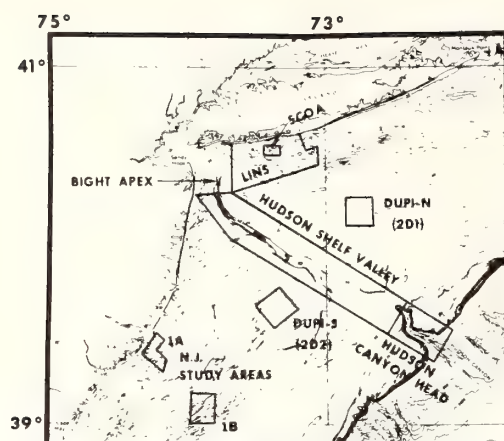 75°
73°
41°
SCOA
LINS
BIGHT APEX
HUDSON SHELF VALLEY
DUPI-N
(2D1)
DUPI-S
(2D2)
1A
N.J.
STUDY AREAS
HUDSON
CANYON HEAD
39°
1B